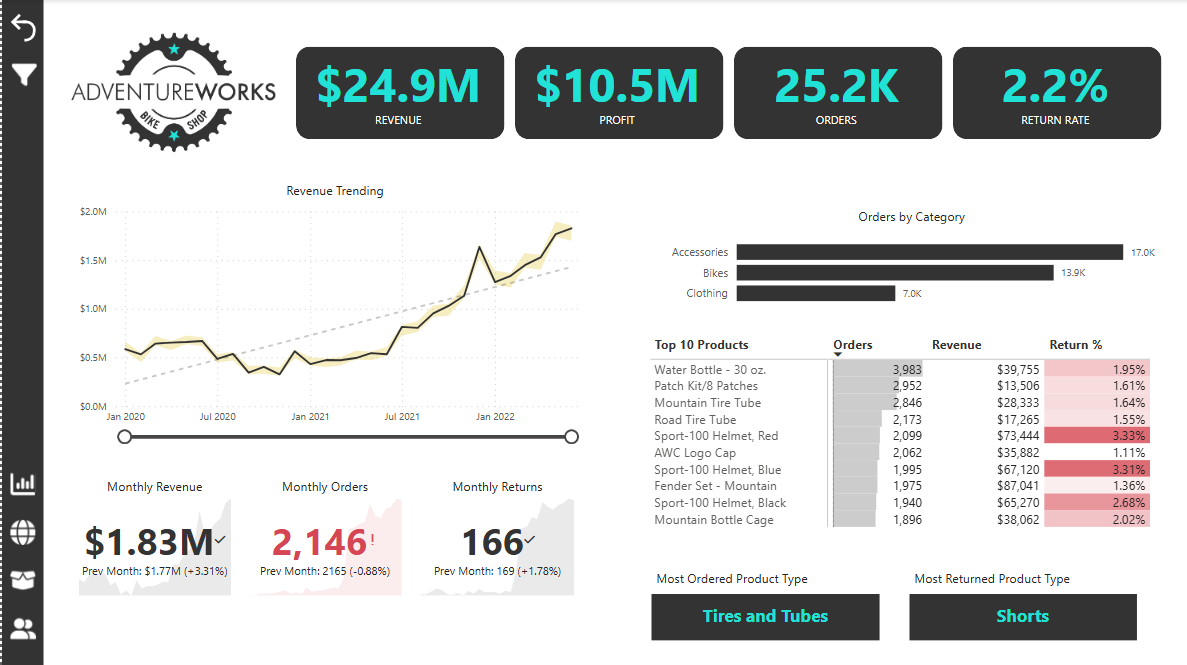 ADVENTUREWORKS
BIKE SHOP
$24.9M
REVENUE
$10.5M
PROFIT
25.2K
ORDERS
2.2%
RETURN RATE
Revenue Trending
$2.0M
$1.5M
$1.0M
$0.5M
$0.0M
Jan 2020 Jul 2020 Jan 2021 Jul 2021 Jan 2022
Orders by Category
Accessories 17.0K
Bikes 13.9K
Clothing 7.0K
Top 10 Products Orders Revenue Return %
Water Bottle - 30 oz. 3,983 $39,755 1.95%
Patch Kit/8 Patches 2,952 $13,506 1.61%
Mountain Tire Tube 2,846 $28,333 1.64%
Road Tire Tube 2,173 $17,265 1.55%
Sport-100 Helmet, Red 2,099 $73,444 3.33%
AWC Logo Cap 2,062 $35,882 1.11%
Sport-100 Helmet, Blue 1,995 $67,120 3.31%
Fender Set - Mountain 1,975 $87,041 1.36%
Sport-100 Helmet, Black 1,940 $65,270 2.68%
Mountain Bottle Cage 1,896 $38,062 2.02%
Monthly Revenue
$1.83M✓
Prev Month: $1.77M (+3.31%)
Monthly Orders
2,146!
Prev Month: 2165 (-0.88%)
Monthly Returns
166✓
Prev Month: 169 (+1.78%)
Most Ordered Product Type
Tires and Tubes
Most Returned Product Type
Shorts